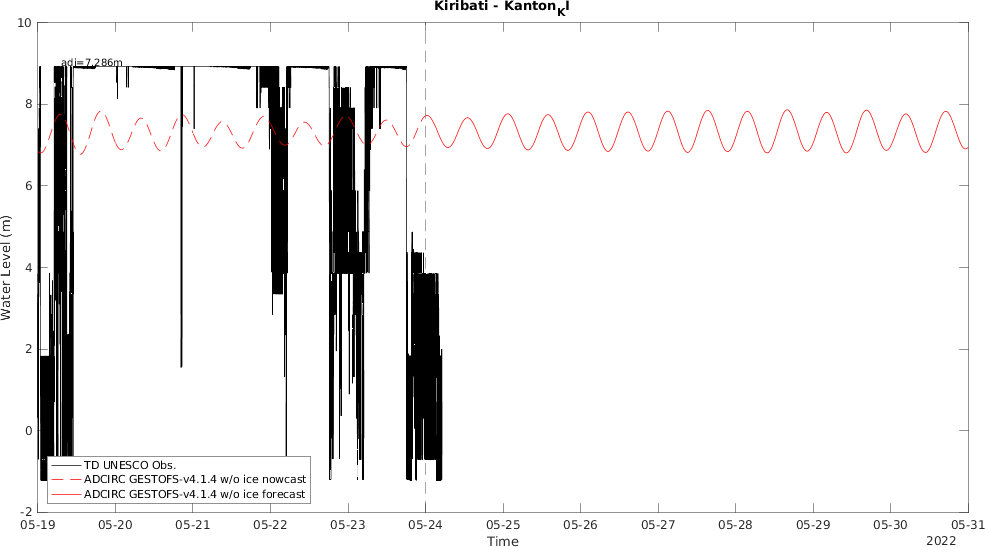 Kiribati - Kanton_KI
10
adj=7.286m
8
6
4
2
0
-2
Water Level (m)
TD UNESCO Obs.
ADCIRC GESTOFS-v4.1.4 w/o ice nowcast
ADCIRC GESTOFS-v4.1.4 w/o ice forecast
05-19 05-20 05-21 05-22 05-23 05-24 05-25 05-26 05-27 05-28 05-29 05-30 05-31
Time
2022